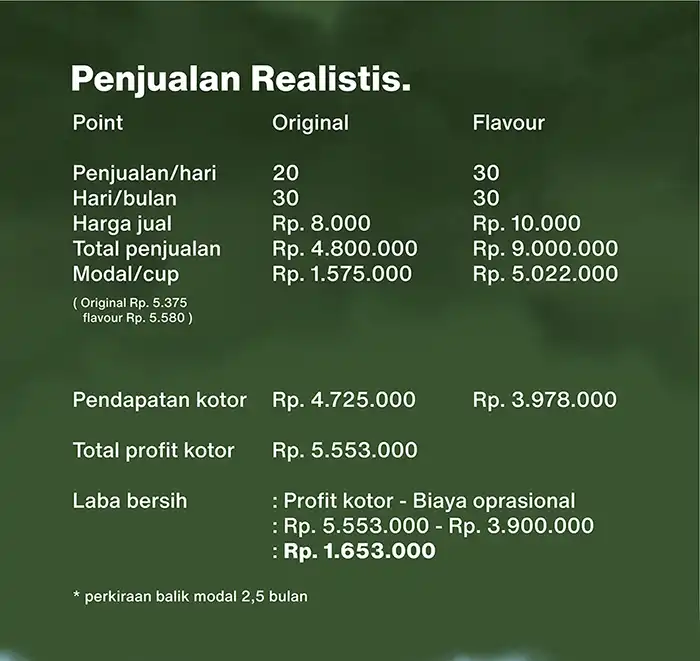 Penjualan Realistis.
Point Original Flavour
Penjualan/hari 20 30
Hari/bulan 30 30
Harga jual Rp. 8.000 Rp. 10.000
Total penjualan Rp. 4.800.000 Rp. 9.000.000
Modal/cup Rp. 1.575.000 Rp. 5.022.000
( Original Rp. 5.375
flavour Rp. 5.580 )
Pendapatan kotor Rp. 4.725.000 Rp. 3.978.000
Total profit kotor Rp. 5.553.000
Laba bersih : Profit kotor - Biaya oprasional
: Rp. 5.553.000 - Rp. 3.900.000
: Rp. 1.653.000
* perkiraan balik modal 2,5 bulan